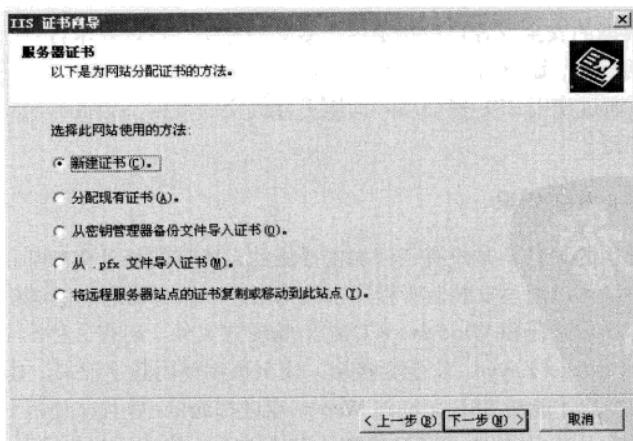 IIS 证书向导
服务器证书
以下是为网站分配证书的方法。
选择此网站使用的方法:
新建证书(C)。
分配现有证书(A)。
从密钥管理器备份文件导入证书(Q)。
从 .pfx 文件导入证书(M)。
将远程服务器站点的证书复制或移动到此站点(I)。
< 上一步(B) 下一步(N) > 取消